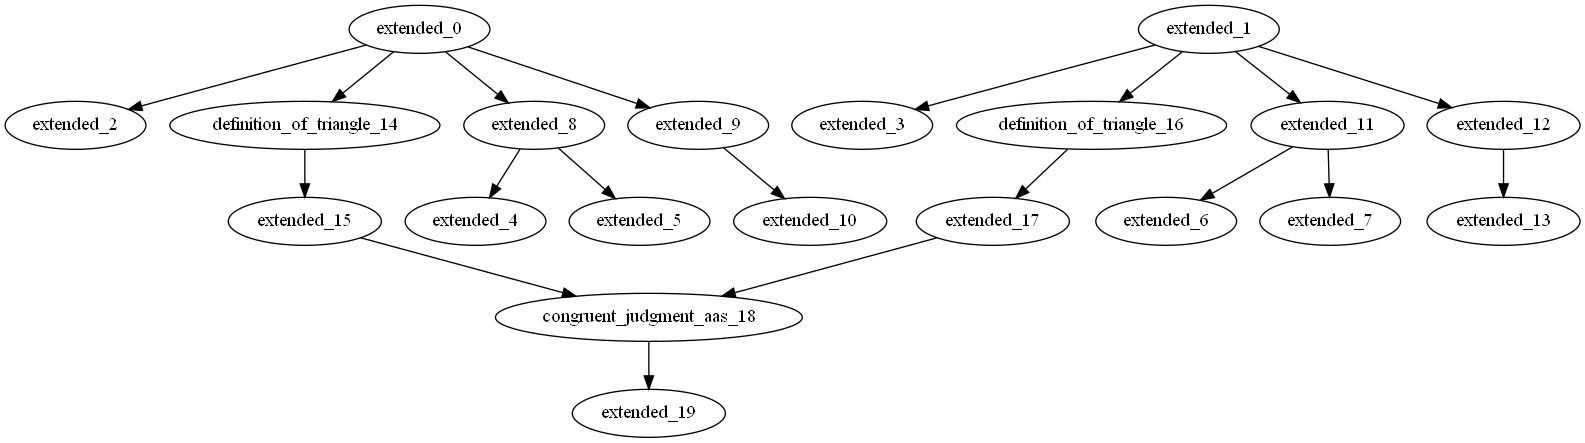 extended_0
extended_1
extended_2
definition_of_triangle_14
extended_8
extended_9
extended_3
definition_of_triangle_16
extended_11
extended_12
extended_15
extended_4
extended_5
extended_10
extended_17
extended_6
extended_7
extended_13
congruent_judgment_aas_18
extended_19